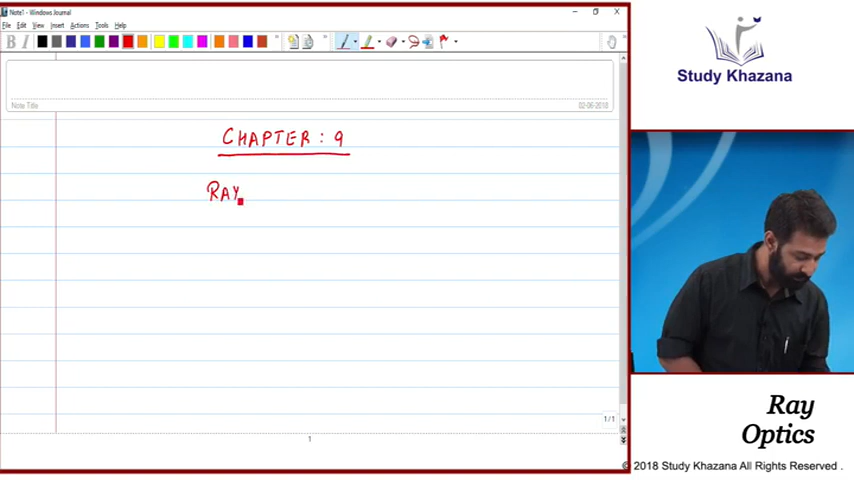 Note1 - Windows Journal
File Edit View Insert Actions Tools Help
B I
Note Title
02-06-2018
CHAPTER : 9
RAY
1/1
1
Study Khazana
Ray
Optics
© 2018 Study Khazana All Rights Reserved .